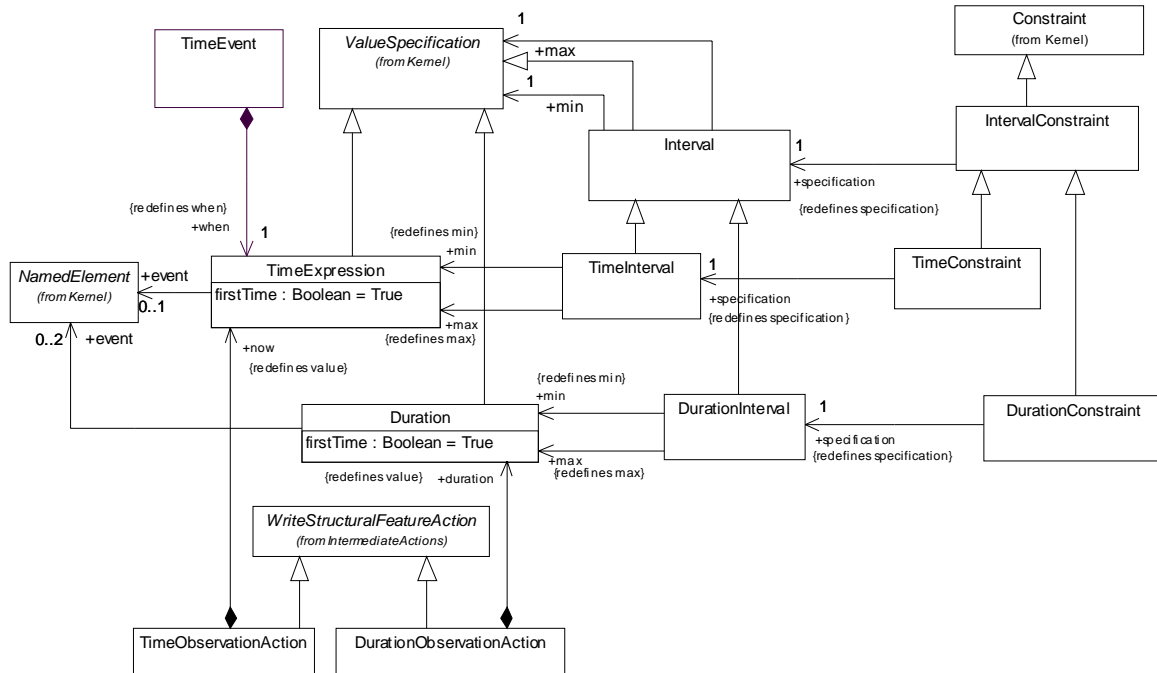 1
Constraint
(from Kernel)
TimeEvent
ValueSpecification
(from Kernel)
+max
1
+min
IntervalConstraint
Interval
1
+specification
{redefines specification}
{redefines when}
+when
1
{redefines min}
+min
NamedElement
(from Kernel)
+event
0..1
TimeExpression
firstTime : Boolean = True
TimeInterval
1
+specification
{redefines specification}
TimeConstraint
+max
{redefines max}
0..2
+event
+now
{redefines value}
{redefines min}
+min
Duration
firstTime : Boolean = True
DurationInterval
1
+specification
{redefines specification}
DurationConstraint
+max
{redefines max}
{redefines value}
+duration
WriteStructuralFeatureAction
(from IntermediateActions)
TimeObservationAction
DurationObservationAction